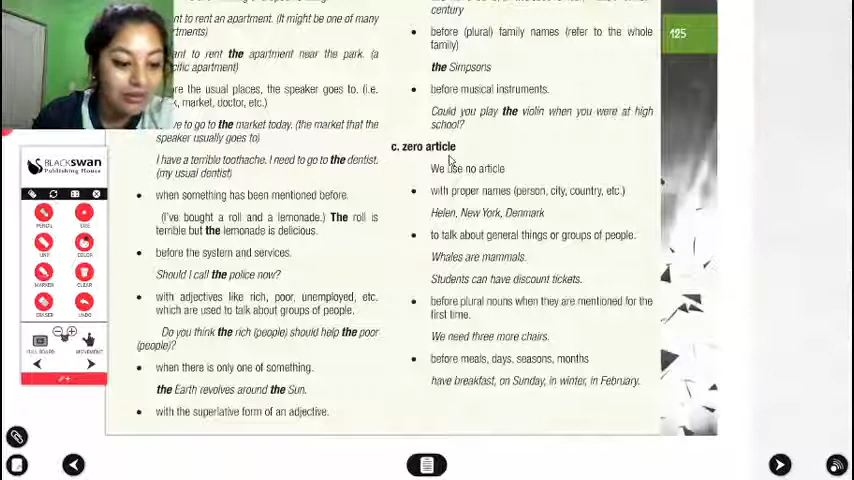 ant to rent an apartment. (It might be one of many
rtments)
ant to rent the apartment near the park. (a
cific apartment)
ore the usual places, the speaker goes to. (i.e.
k, market, doctor, etc.)
ve to go to the market today. (the market that the
speaker usually goes to)
I have a terrible toothache. I need to go to the dentist.
(my usual dentist)
• when something has been mentioned before.
(I've bought a roll and a lemonade.) The roll is
terrible but the lemonade is delicious.
• before the system and services.
Should I call the police now?
• with adjectives like rich, poor, unemployed, etc.
which are used to talk about groups of people.
Do you think the rich (people) should help the poor
(people)?
• when there is only one of something.
the Earth revolves around the Sun.
• with the superlative form of an adjective.
century
• before (plural) family names (refer to the whole
family)
the Simpsons
• before musical instruments.
Could you play the violin when you were at high
school?
c. zero article
We use no article
• with proper names (person, city, country, etc.)
Helen, New York, Denmark
• to talk about general things or groups of people.
Whales are mammals.
Students can have discount tickets.
• before plural nouns when they are mentioned for the
first time.
We need three more chairs.
• before meals, days, seasons, months
have breakfast, on Sunday, in winter, in February.
125
BLACKSWAN
Publishing House
MARKER CLEAR
ERASER UNDO
FULL BOARD MOVEMENT